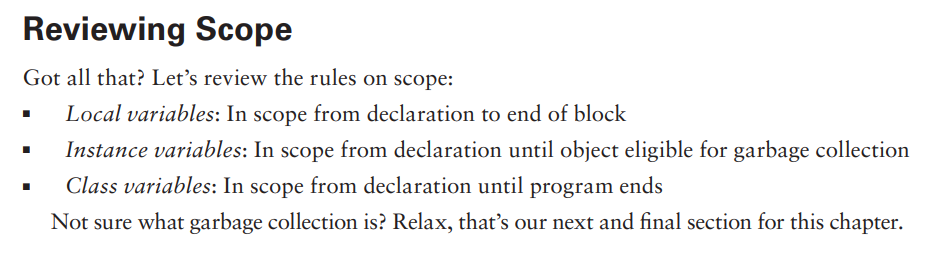 Reviewing Scope
Got all that? Let’s review the rules on scope:
▪ Local variables: In scope from declaration to end of block
▪ Instance variables: In scope from declaration until object eligible for garbage collection
▪ Class variables: In scope from declaration until program ends
Not sure what garbage collection is? Relax, that’s our next and final section for this chapter.